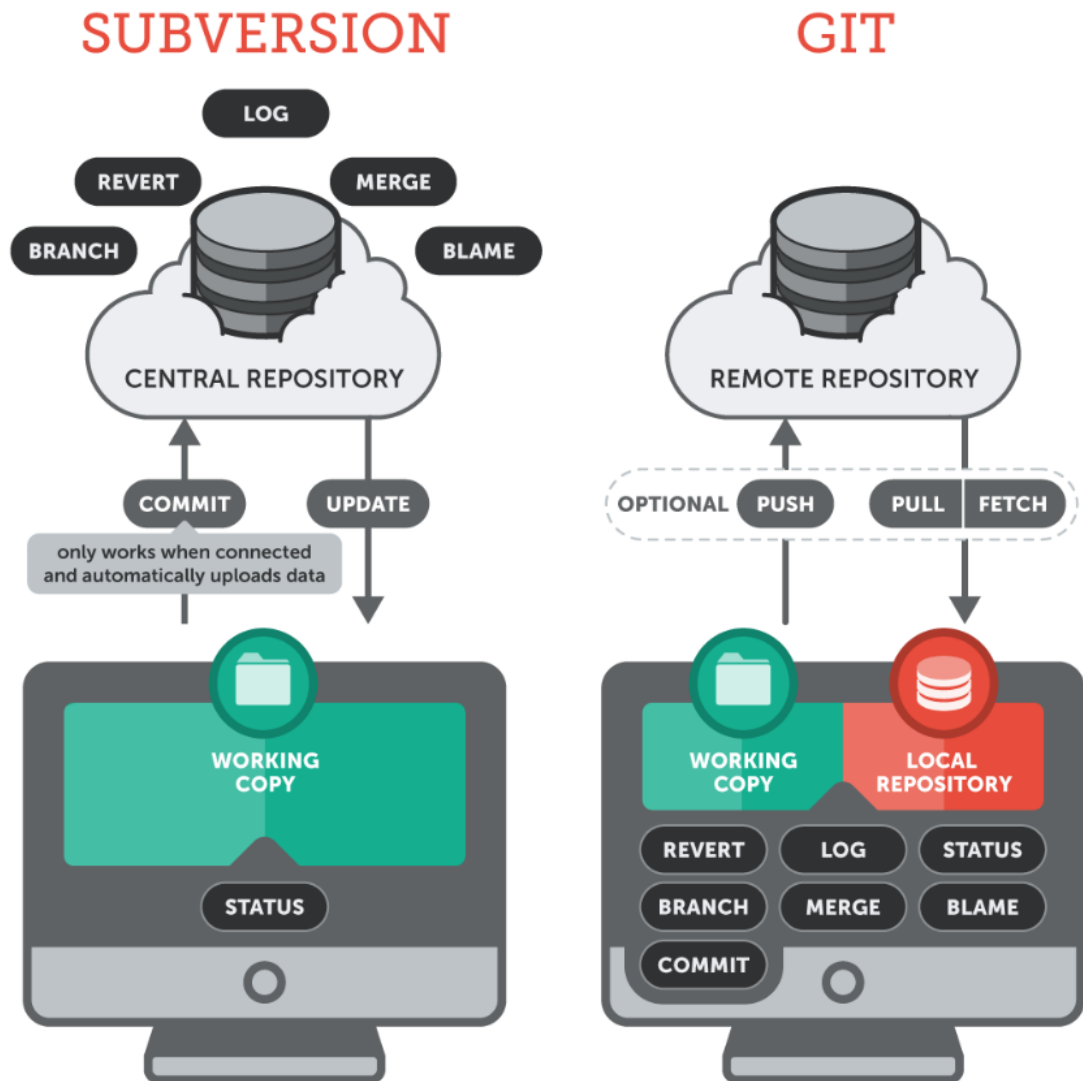 SUBVERSION
GIT
LOG
REVERT
MERGE
BRANCH
BLAME
CENTRAL REPOSITORY
REMOTE REPOSITORY
COMMIT
UPDATE
OPTIONAL
PUSH
PULL
FETCH
only works when connected
and automatically uploads data
WORKING
COPY
STATUS
WORKING
COPY
LOCAL
REPOSITORY
REVERT
LOG
STATUS
BRANCH
MERGE
BLAME
COMMIT